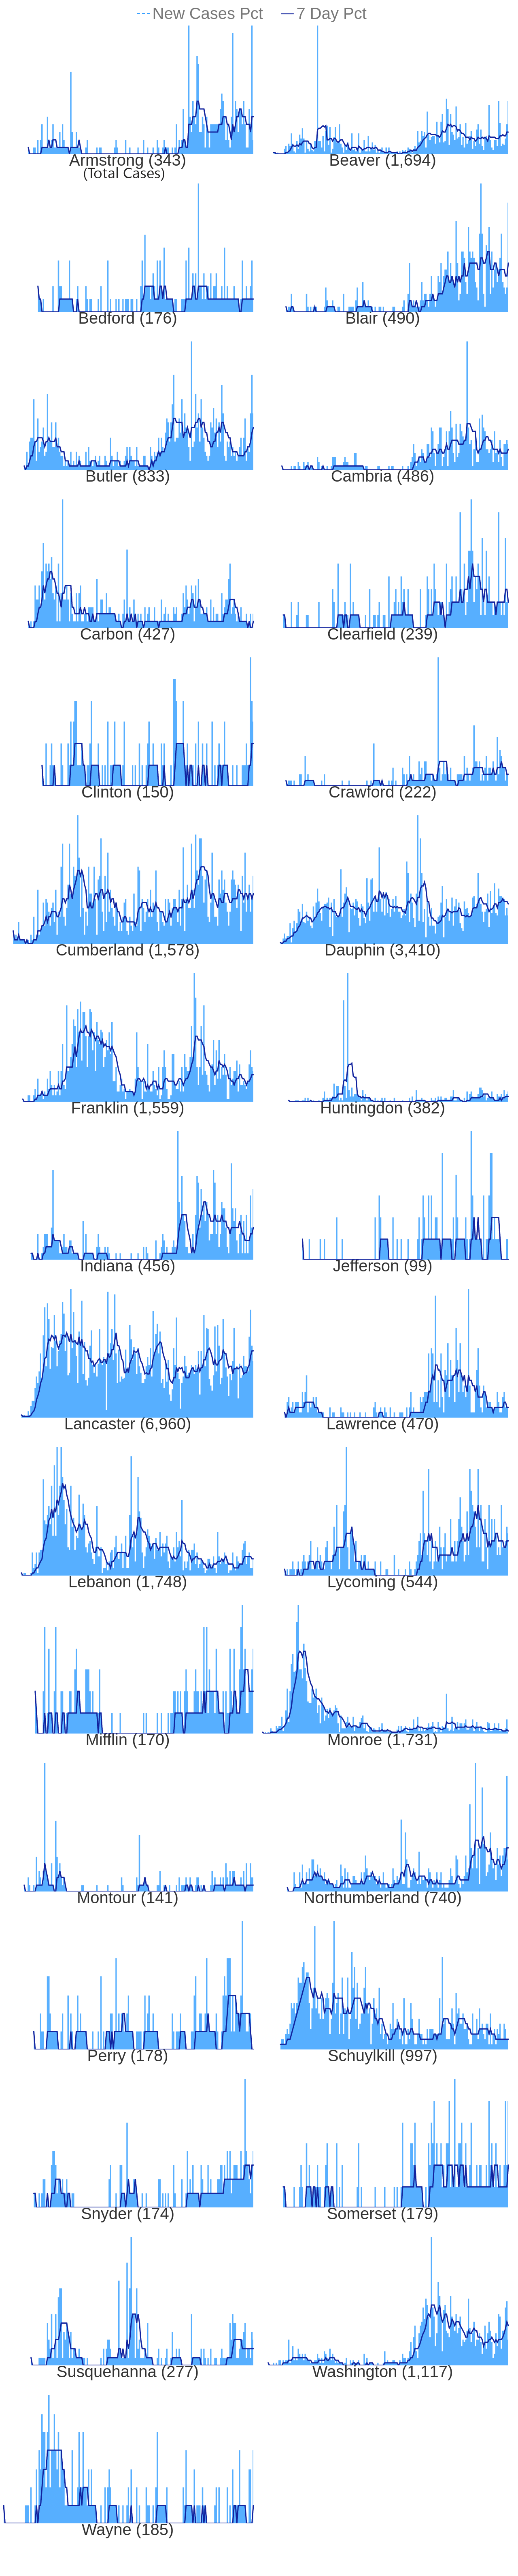 New Cases Pct 7 Day Pct
Armstrong (343) Beaver (1,694)
(Total Cases)
Bedford (176) Blair (490)
Butler (833) Cambria (486)
Carbon (427) Clearfield (239)
Clinton (150) Crawford (222)
Cumberland (1,578) Dauphin (3,410)
Franklin (1,559) Huntingdon (382)
Indiana (456) Jefferson (99)
Lancaster (6,960) Lawrence (470)
Lebanon (1,748) Lycoming (544)
Mifflin (170) Monroe (1,731)
Montour (141) Northumberland (740)
Perry (178) Schuylkill (997)
Snyder (174) Somerset (179)
Susquehanna (277) Washington (1,117)
Wayne (185)